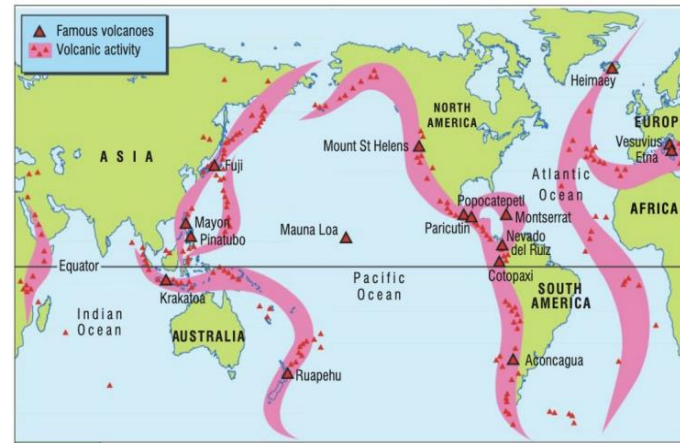 Famous volcanoes
Volcanic activity
ASIA
Fuji
Mayon
Pinatubo
Mauna Loa
Equator
Krakatoa
Indian
Ocean
AUSTRALIA
Ruapehu
Pacific
Ocean
NORTH
AMERICA
Mount St Helens
Popocatepetl
Paricutin
Montserrat
Nevado
del Ruiz
Cotopaxi
SOUTH
AMERICA
Aconcagua
Heimaey
EUROP
Vesuvius
Etna
Atlantic
Ocean
AFRICA